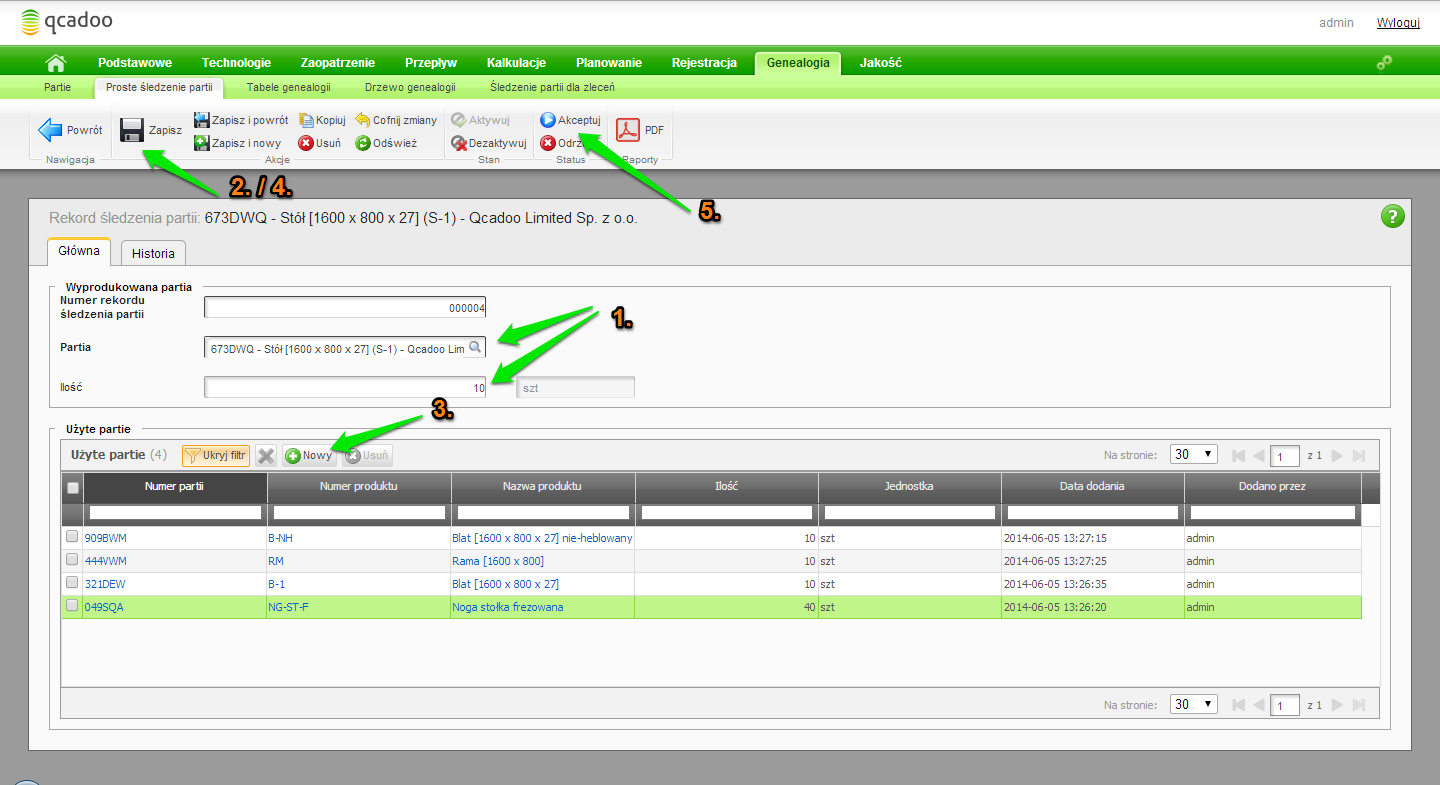 qcadoo
admin Wyloguj
Podstawowe Technologie Zaopatrzenie Przepływ Kalkulacje Planowanie Rejestracja Genealogia Jakość
Partie Proste śledzenie partii Tabele genealogii Drzewo genealogii Śledzenie partii dla zleceń
Powrót Zapisz Zapisz i powrót Kopiuj Cofnij zmiany Aktywuj Akceptuj PDF
Zapisz i nowy Usuń Odśwież Dezaktywuj
Nawigacja Akcje Stan Status Raporty
2. / 4.
5.
Rekord śledzenia partii: 673DWQ - Stół [1600 x 800 x 27] (S-1) - Qcadoo Limited Sp. z o.o. ?
Główna Historia
Wyprodukowana partia
Numer rekordu
śledzenia partii 000004
1.
Partia 673DWQ - Stół [1600 x 800 x 27] (S-1) - Qcadoo Lim
Ilość 10 szt
3.
Użyte partie
Użyte partie (4) Ukryj filtr Nowy Usuń Na stronie: 30 1 z 1
Numer partii Numer produktu Nazwa produktu Ilość Jednostka Data dodania Dodano przez
909BWM B-NH Blat [1600 x 800 x 27] nie-heblowany 10 szt 2014-06-05 13:27:15 admin
444VWM RM Rama [1600 x 800] 10 szt 2014-06-05 13:27:25 admin
321DEW B-1 Blat [1600 x 800 x 27] 10 szt 2014-06-05 13:26:35 admin
049SQA NG-ST-F Noga stołka frezowana 40 szt 2014-06-05 13:26:20 admin
Na stronie: 30 1 z 1